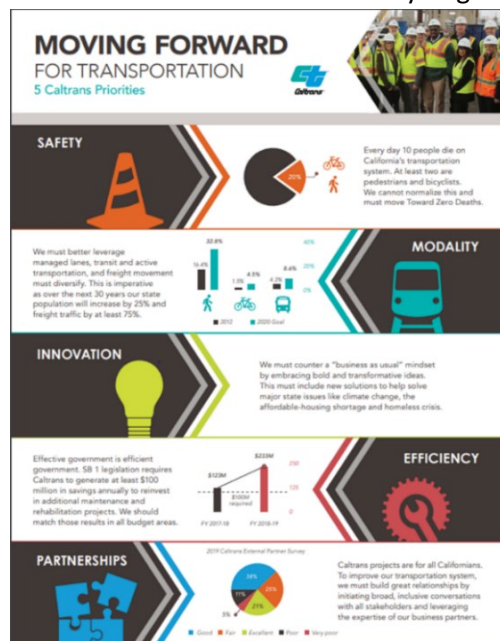 MOVING FORWARD
FOR TRANSPORTATION
5 Caltrans Priorities
Caltrans
SAFETY
20%
Every day 10 people die on
California's transportation
system. At least two are
pedestrians and bicyclists.
We cannot normalize this and
must move Toward Zero Deaths.
We must better leverage
managed lanes, transit and active
transportation, and freight movement
must diversify. This is imperative
as over the next 30 years our state
population will increase by 25% and
freight traffic by at least 75%.
16.4%
32.8%
1.5%
4.5%
4.2%
8.4%
40%
20%
0%
2012
2020 Goal
MODALITY
INNOVATION
We must counter a "business as usual" mindset
by embracing bold and transformative ideas.
This must include new solutions to help solve
major state issues like climate change, the
affordable-housing shortage and homeless crisis.
Effective government is efficient
government. SB 1 legislation requires
Caltrans to generate at least $100
million in savings annually to reinvest
in additional maintenance and
rehabilitation projects. We should
match those results in all budget areas.
$133M
$100M
required
0
FY 2017-18
FY 2018-19
EFFICIENCY
PARTNERSHIPS
2019 Caltrans External Partner Survey
21%
11%
3%
Good
Fair
Excellent
Poor
Very poor
Caltrans projects are for all Californians.
To improve our transportation system,
we must build great relationships by
initiating broad, inclusive conversations
with all stakeholders and leveraging
the expertise of our business partners.